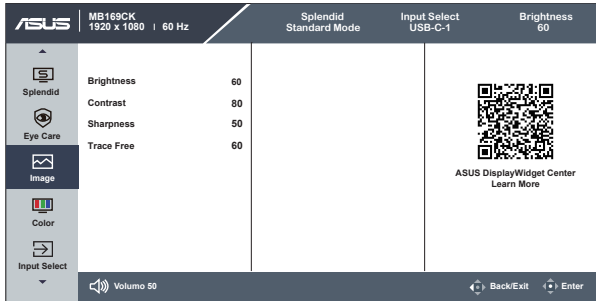 ASUS
MB169CK
1920 x 1080 I 60 Hz
Splendid
Standard Mode
Input Select
USB-C-1
Brightness
60
Splendid
Eye Care
Image
Color
Input Select
Brightness 60
Contrast 80
Sharpness 50
Trace Free 60
ASUS DisplayWidget Center
Learn More
Volumo 50
Back/Exit
Enter